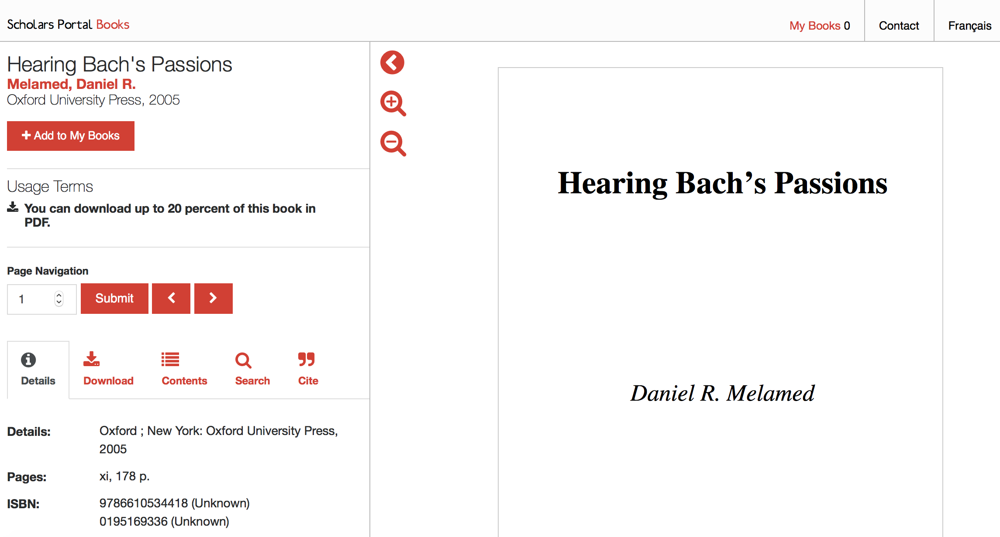 Scholars Portal Books
My Books 0
Contact
Français
Hearing Bach's Passions
Melamed, Daniel R.
Oxford University Press, 2005
Add to My Books
Usage Terms
You can download up to 20 percent of this book in
PDF.
Page Navigation
1
Submit
Details
Download
Contents
Search
Cite
Details:
Oxford ; New York: Oxford University Press,
2005
Pages:
xi, 178 p.
ISBN:
9786610534418 (Unknown)
0195169336 (Unknown)
Hearing Bach’s Passions
Daniel R. Melamed